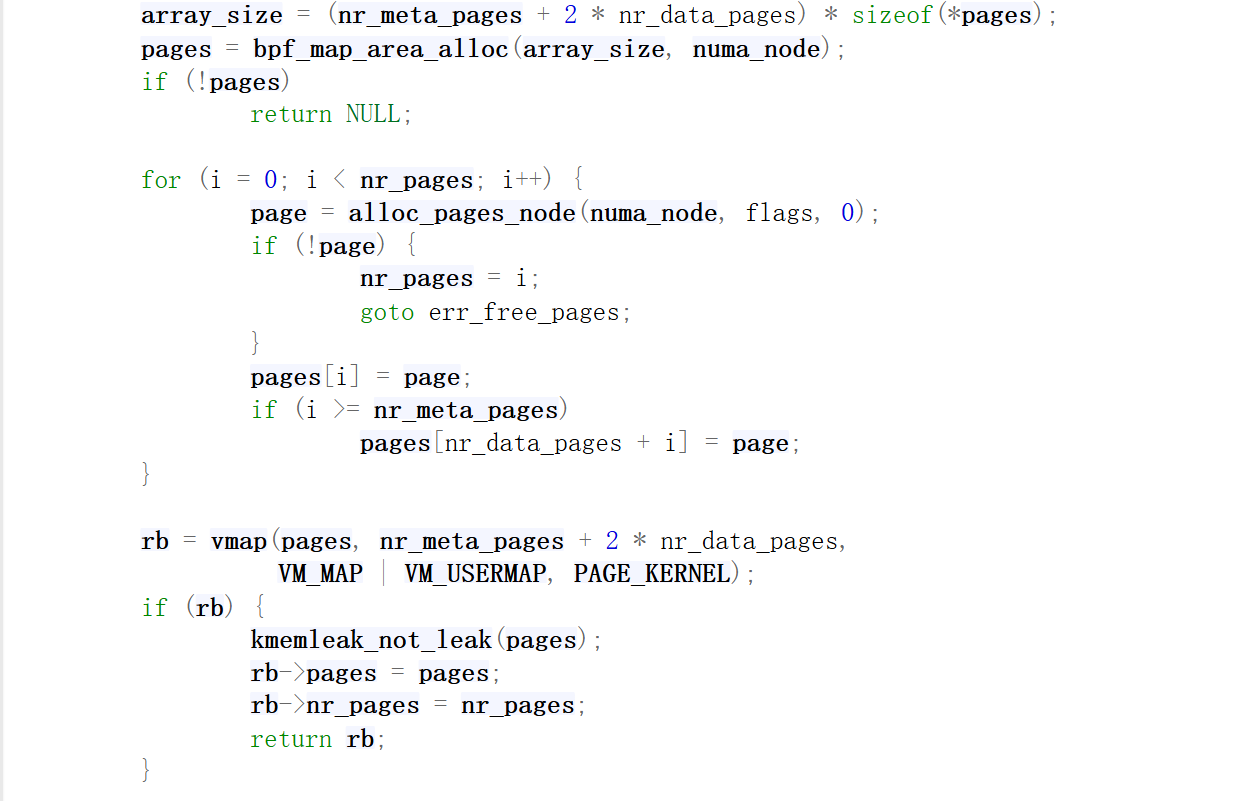 array_size = (nr_meta_pages + 2 * nr_data_pages) * sizeof(*pages);
pages = bpf_map_area_alloc(array_size, numa_node);
if (!pages)
return NULL;
for (i = 0; i < nr_pages; i++) {
page = alloc_pages_node(numa_node, flags, 0);
if (!page) {
nr_pages = i;
goto err_free_pages;
}
pages[i] = page;
if (i >= nr_meta_pages)
pages[nr_data_pages + i] = page;
}
rb = vmap(pages, nr_meta_pages + 2 * nr_data_pages,
VM_MAP | VM_USERMAP, PAGE_KERNEL);
if (rb) {
kmemleak_not_leak(pages);
rb->pages = pages;
rb->nr_pages = nr_pages;
return rb;
}